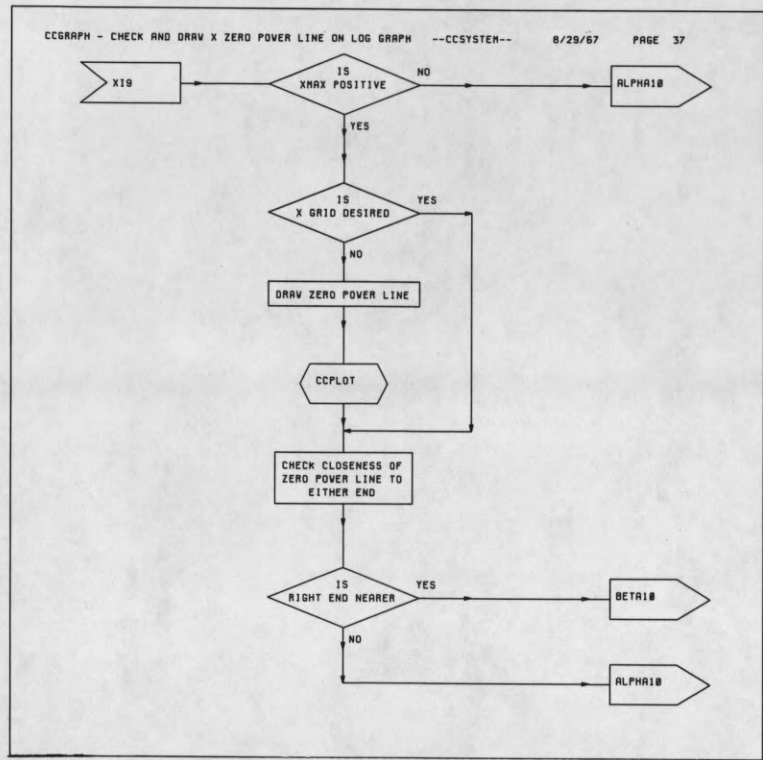 CCGRAPH - CHECK AND DRAW X ZERO POWER LINE ON LOG GRAPH --CCSYSTEM-- 8/29/67 PAGE 37
XI9
IS
XMAX POSITIVE
NO
ALPHA10
YES
IS
X GRID DESIRED
YES
NO
DRAW ZERO POWER LINE
CCPLOT
CHECK CLOSENESS OF
ZERO POWER LINE TO
EITHER END
IS
RIGHT END NEARER
YES
BETA10
NO
ALPHA10